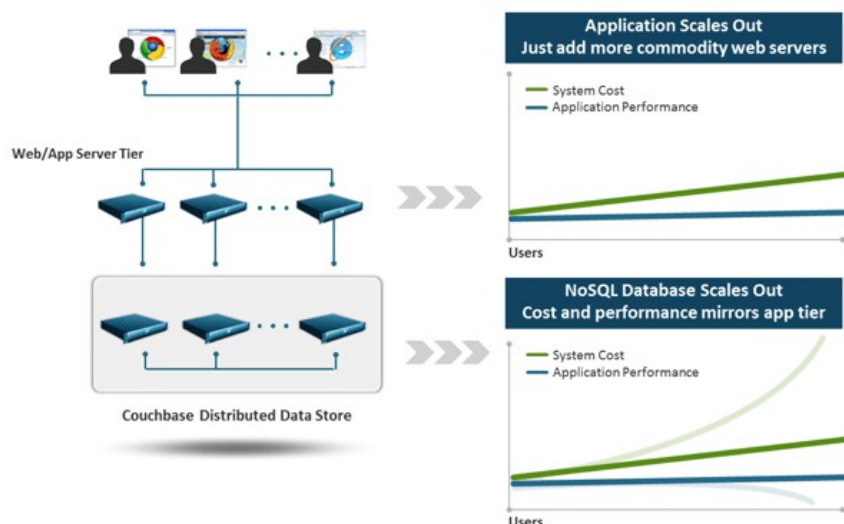 Application Scales Out
Just add more commodity web servers
System Cost
Application Performance
Web/App Server Tier
Users
NoSQL Database Scales Out
Cost and performance mirrors app tier
System Cost
Application Performance
Couchbase Distributed Data Store
Users